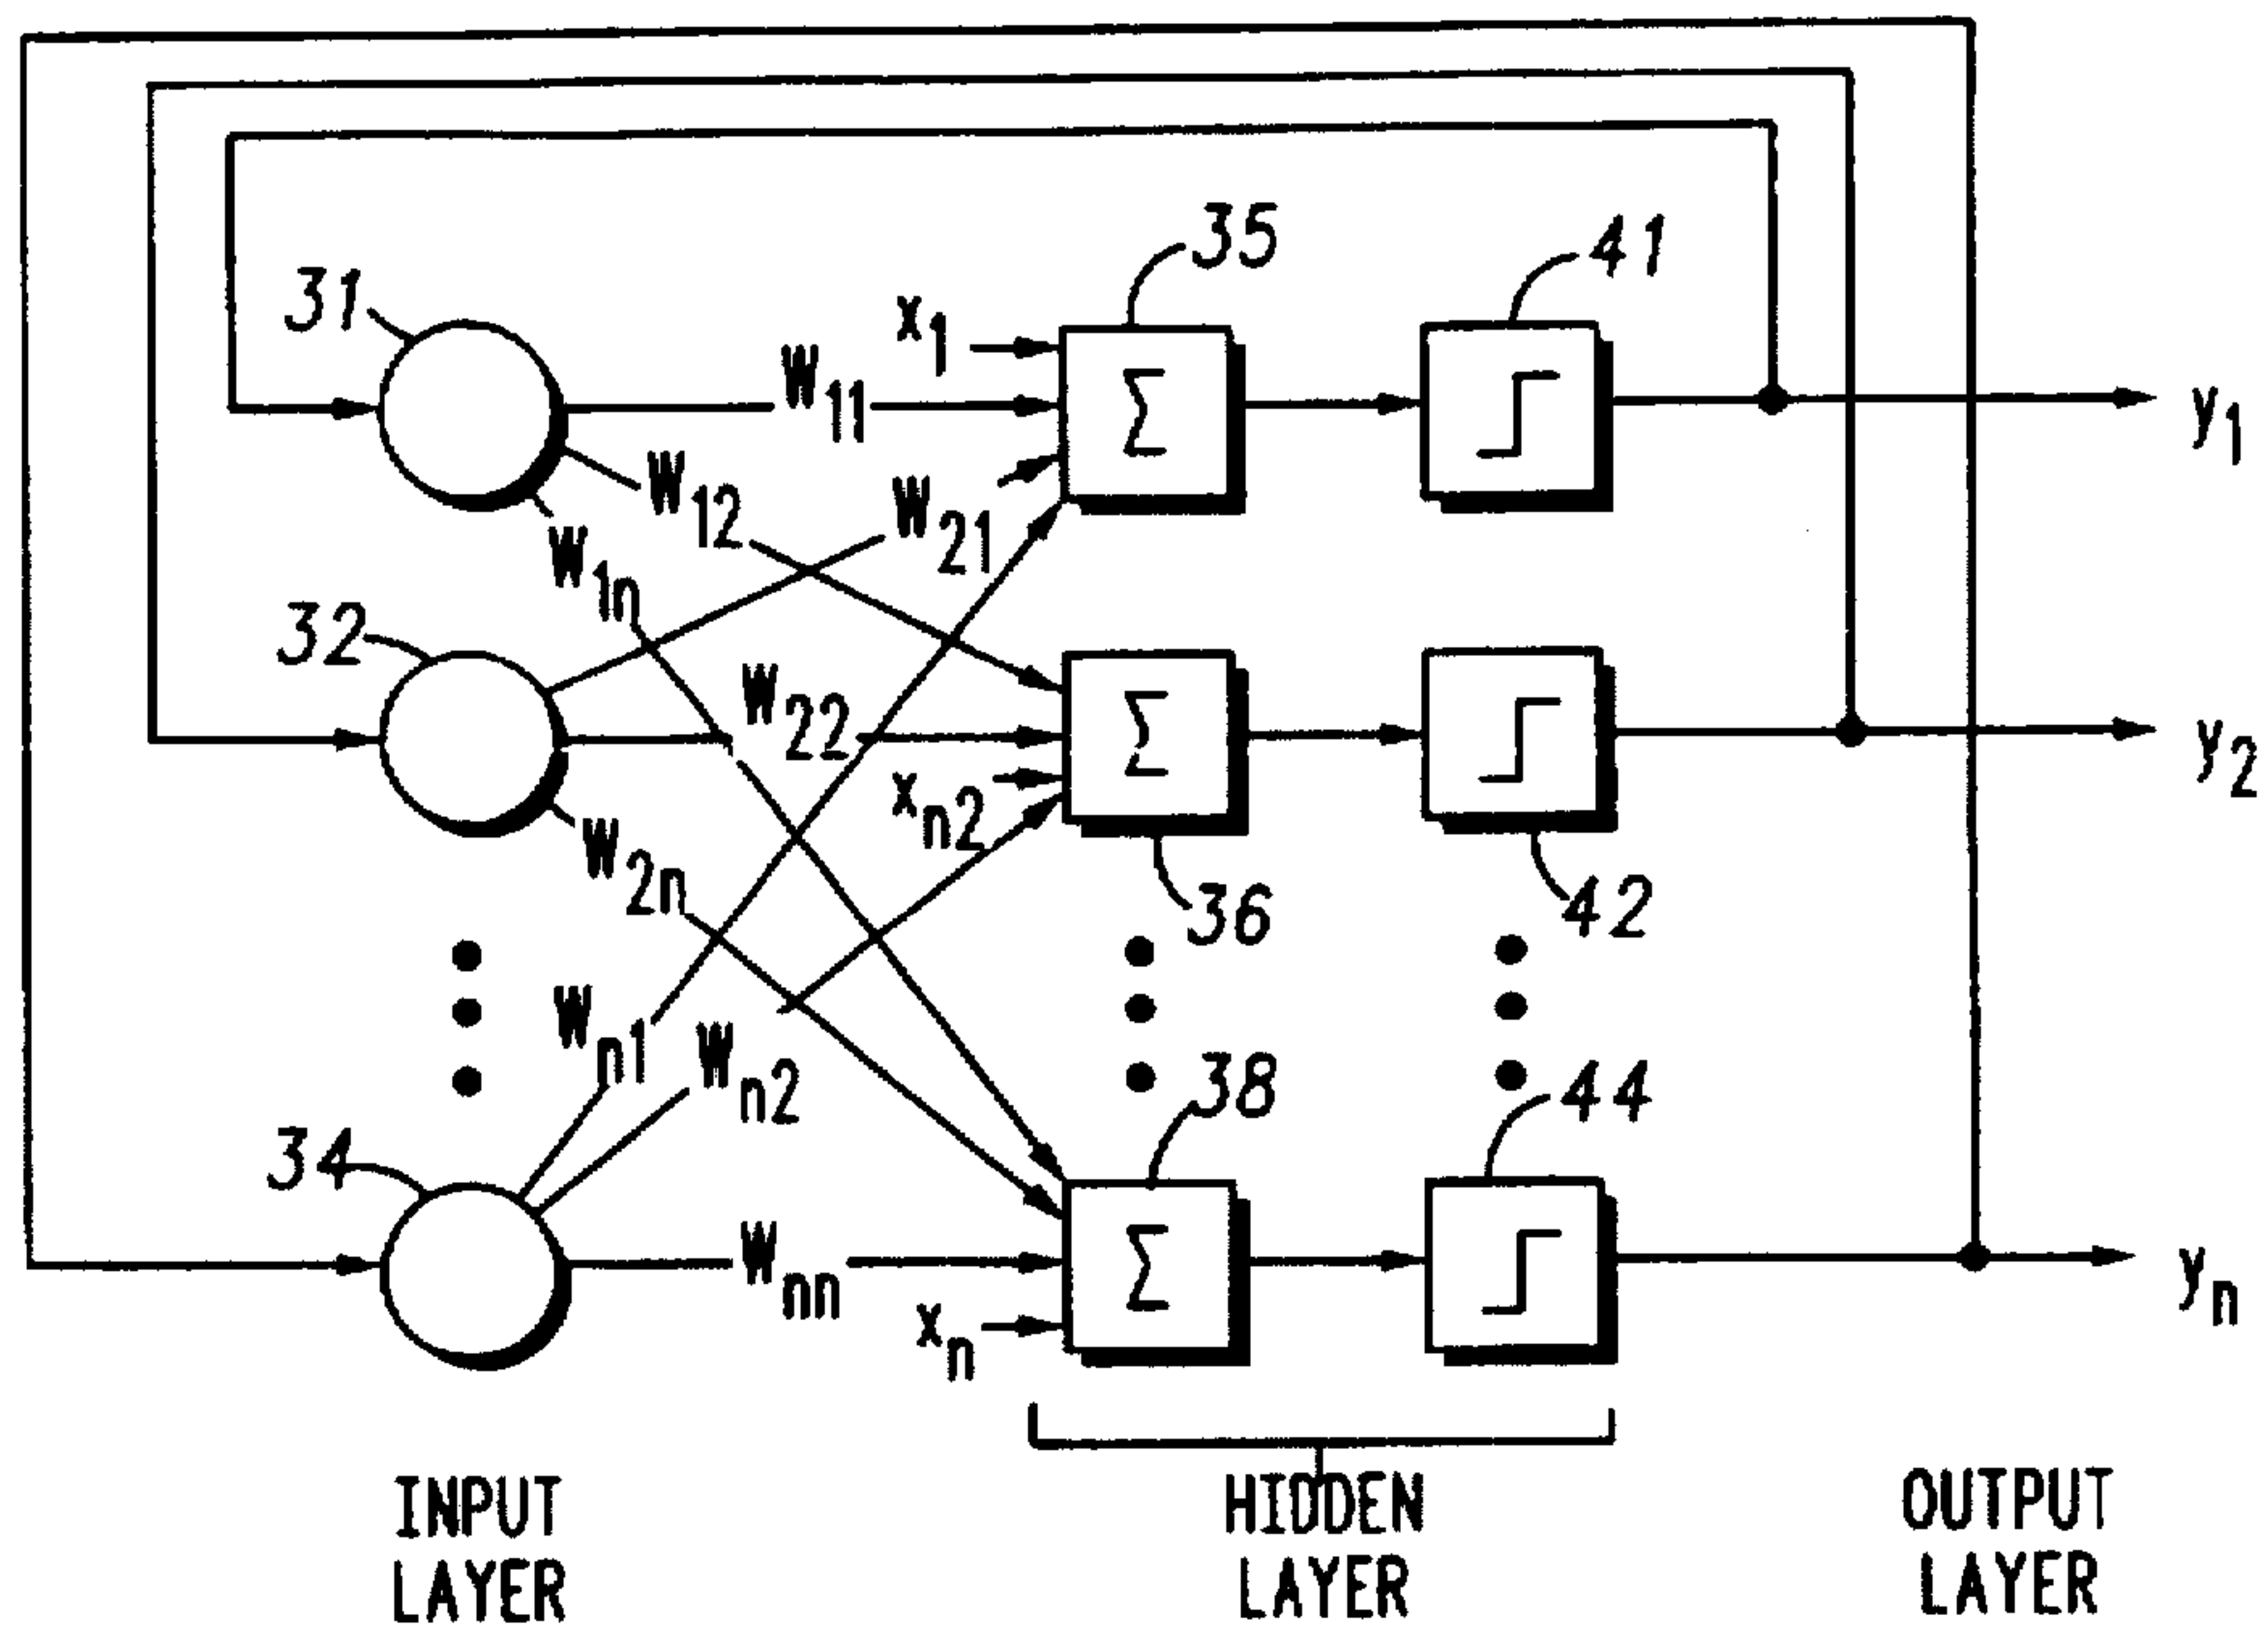 35
41
31
x1
W11
y1
W12
W21
W1n
32
W22
y2
xn2
W2n
36
42
Wn1
Wn2
38
44
34
Wnn
xn
yn
Σ
Σ
Σ
INPUT
LAYER
HIDDEN
LAYER
OUTPUT
LAYER